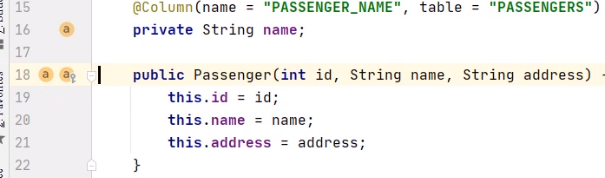 15 @Column(name = "PASSENGER_NAME", table = "PASSENGERS")
16 private String name;
17
18 public Passenger(int id, String name, String address) {
19 this.id = id;
20 this.name = name;
21 this.address = address;
22 }